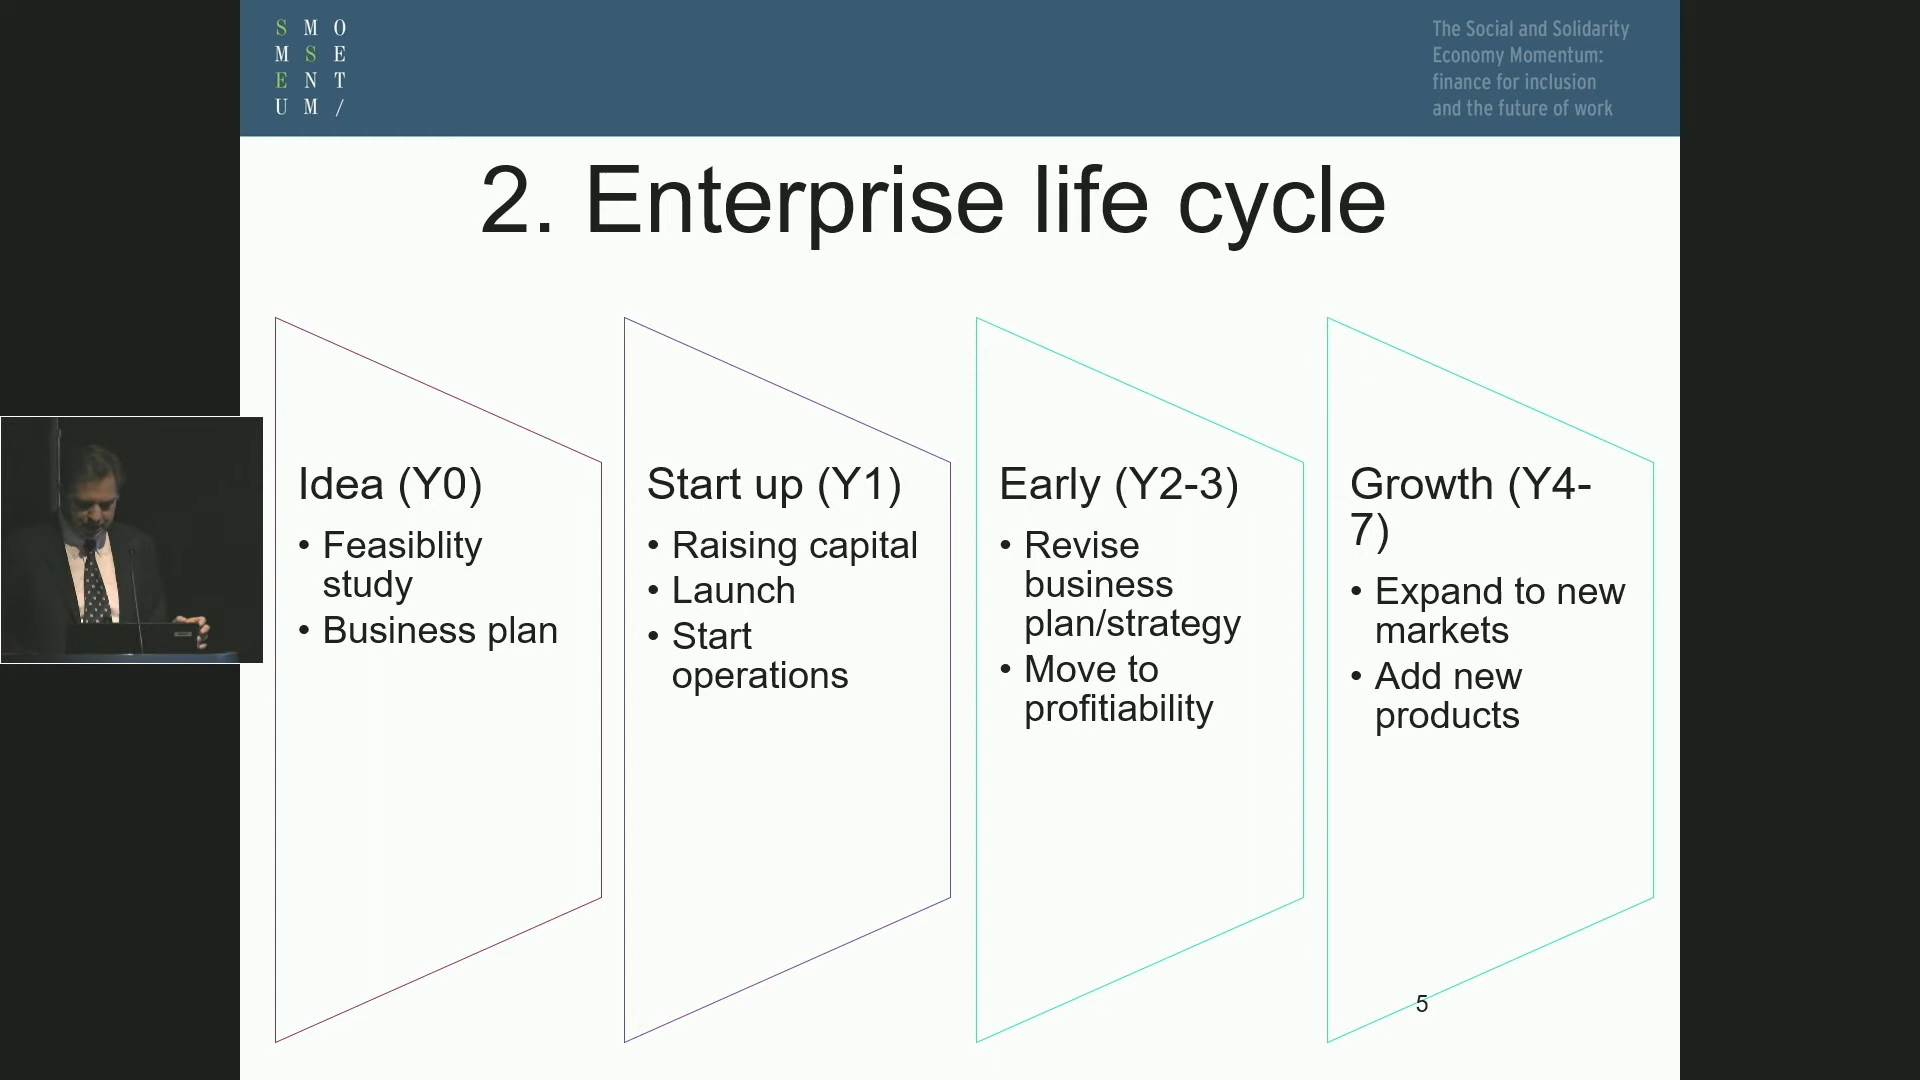 S M O
M S E
E N T
U M /
The Social and Solidarity
Economy Momentum:
finance for inclusion
and the future of work
2. Enterprise life cycle
Idea (Y0)
• Feasiblity
study
• Business plan
Start up (Y1)
• Raising capital
• Launch
• Start
operations
Early (Y2-3)
• Revise
business
plan/strategy
• Move to
profitiability
Growth (Y4-
7)
• Expand to new
markets
• Add new
products
5